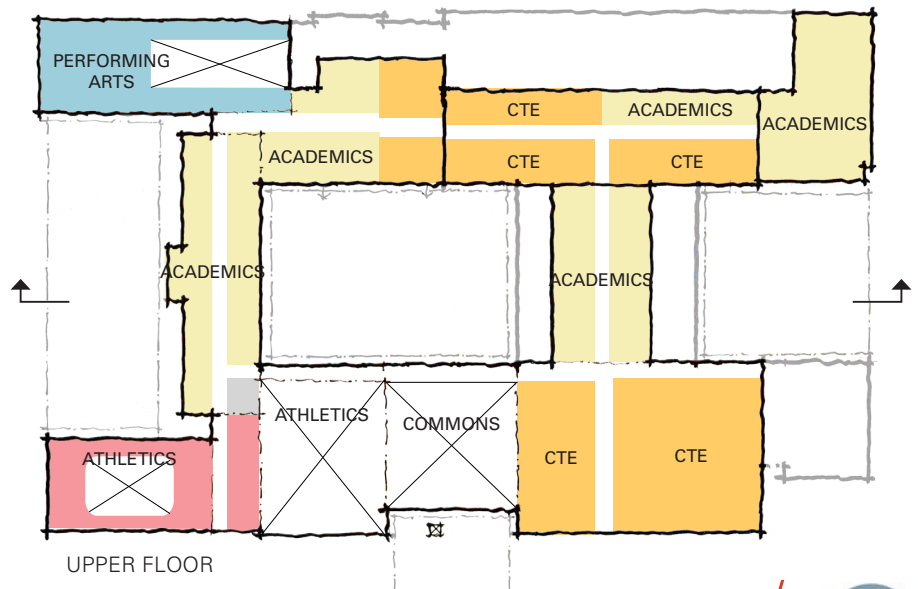 PERFORMING
ARTS
CTE
ACADEMICS
ACADEMICS
ACADEMICS
CTE
CTE
ACADEMICS
ACADEMICS
ATHLETICS
COMMONS
ATHLETICS
CTE
CTE
UPPER FLOOR